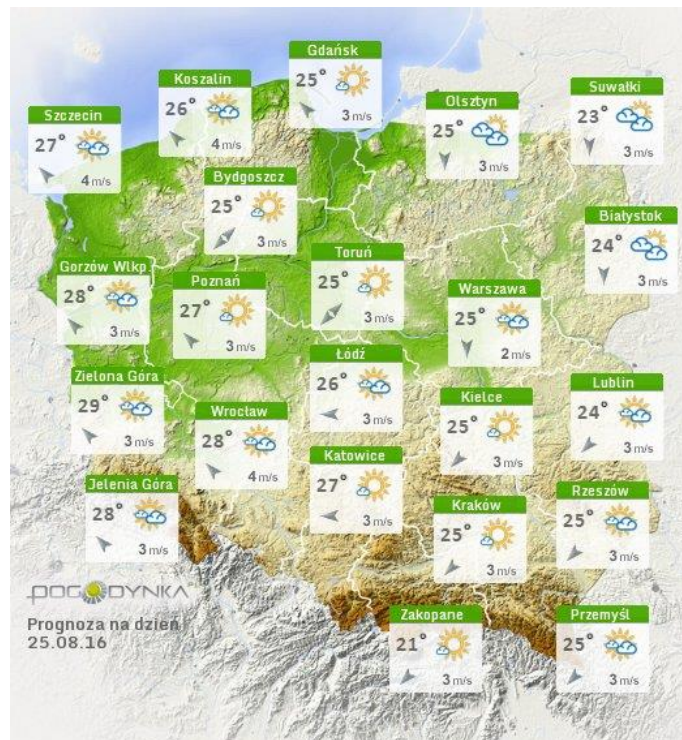 Gdańsk
25°
3 m/s
Koszalin
26°
4 m/s
Suwałki
23°
3 m/s
Olsztyn
25°
3 m/s
Szczecin
27°
4 m/s
Bydgoszcz
25°
3 m/s
Białystok
24°
3 m/s
Toruń
25°
3 m/s
Gorzów Wlkp
28°
3 m/s
Poznań
27°
3 m/s
Warszawa
25°
2 m/s
Łódź
26°
3 m/s
Zielona Góra
29°
3 m/s
Lublin
24°
3 m/s
Kielce
25°
3 m/s
Wrocław
28°
4 m/s
Katowice
27°
3 m/s
Jelenia Góra
28°
3 m/s
Rzeszów
25°
3 m/s
Kraków
25°
3 m/s
POGODYNKA
Prognoza na dzień
25.08.16
Zakopane
21°
3 m/s
Przemyśl
25°
3 m/s